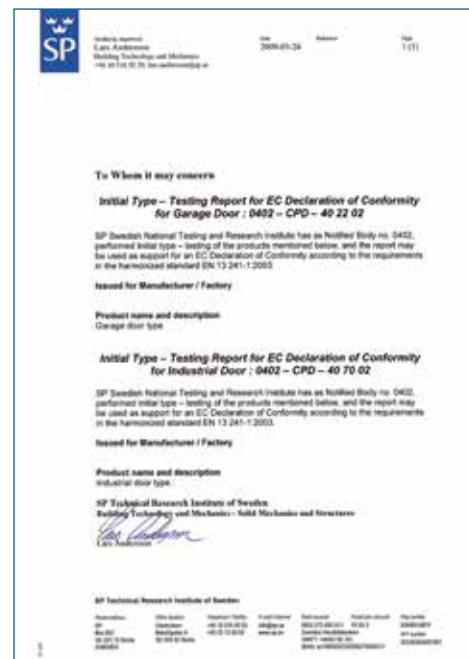 SP
Lars Andersson
Building Technology and Mechanics
1 (1)
To Whom it may concern
Initial Type – Testing Report for EC Declaration of Conformity
for Garage Door : 0402 – CPD – 40 22 02
SP Swedish National Testing and Research Institute has as Notified Body no. 0402,
performed initial type – testing of the products mentioned below, and the report may
be used as support for an EC Declaration of Conformity according to the requirements
in the harmonized standard EN 13 241-1:2003.
Issued for Manufacturer / Factory
Product name and description
Garage door type
Initial Type – Testing Report for EC Declaration of Conformity
for Industrial Door : 0402 – CPD – 40 70 02
SP Swedish National Testing and Research Institute has as Notified Body no. 0402,
performed initial type – testing of the products mentioned below, and the report may
be used as support for an EC Declaration of Conformity according to the requirements
in the harmonized standard EN 13 241-1:2003.
Issued for Manufacturer / Factory
Product name and description
Industrial door type :
SP Technical Research Institute of Sweden
Building Technology and Mechanics - Solid Mechanics and Structures
Lars Andersson
SP Technical Research Institute of Sweden